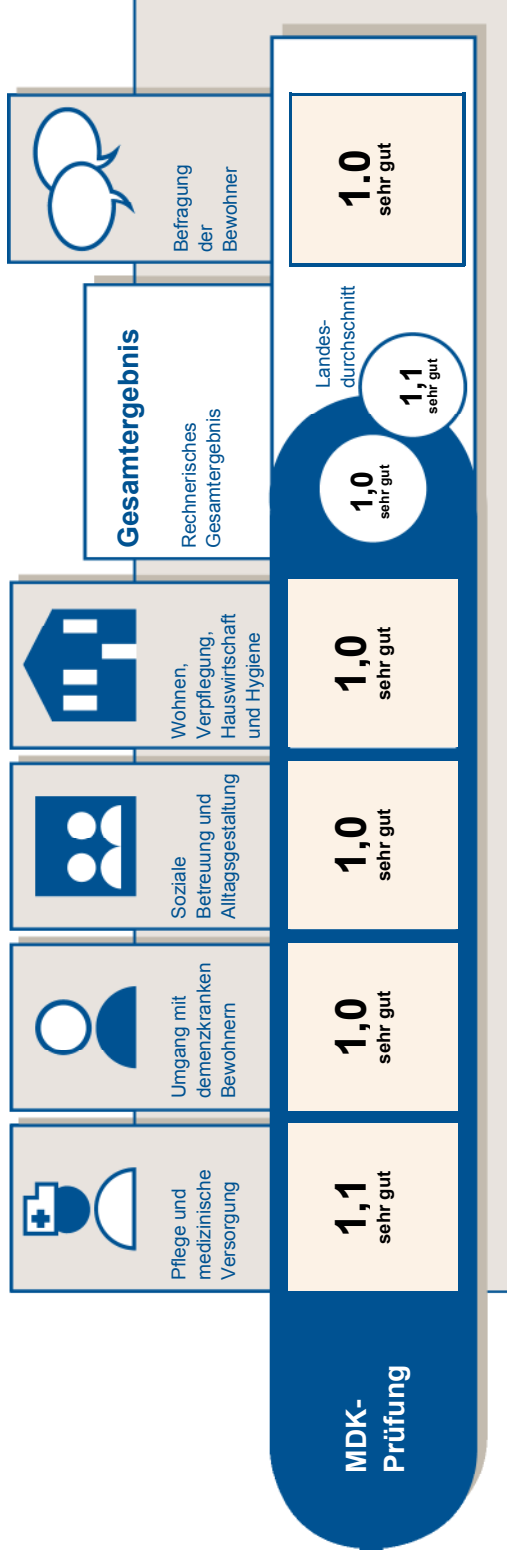 Pflege und
medizinische
Versorgung
Umgang mit
demenzkranken
Bewohnern
Soziale
Betreuung und
Alltagsgestaltung
Wohnen,
Verpflegung,
Hauswirtschaft
und Hygiene
Gesamtergebnis
Rechnerisches
Gesamtergebnis
Befragung
der
Bewohner
MDK-
Prüfung
1,1
sehr gut
1,0
sehr gut
1,0
sehr gut
1,0
sehr gut
1,0
sehr gut
Landes-
durchschnitt
1,1
sehr gut
1.0
sehr gut